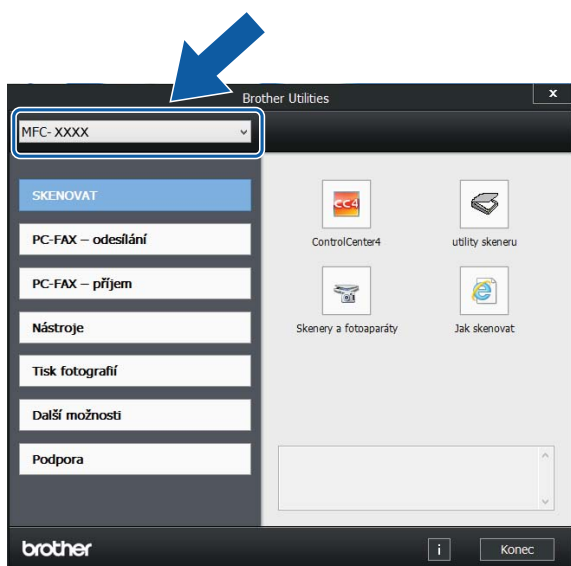 Brother Utilities
x
MFC- XXXX
SKENOVAT
PC-FAX – odesílání
PC-FAX – příjem
Nástroje
Tisk fotografií
Další možnosti
Podpora
CC4
ControlCenter4
utility skeneru
Skenery a fotoaparáty
Jak skenovat
brother
i
Konec